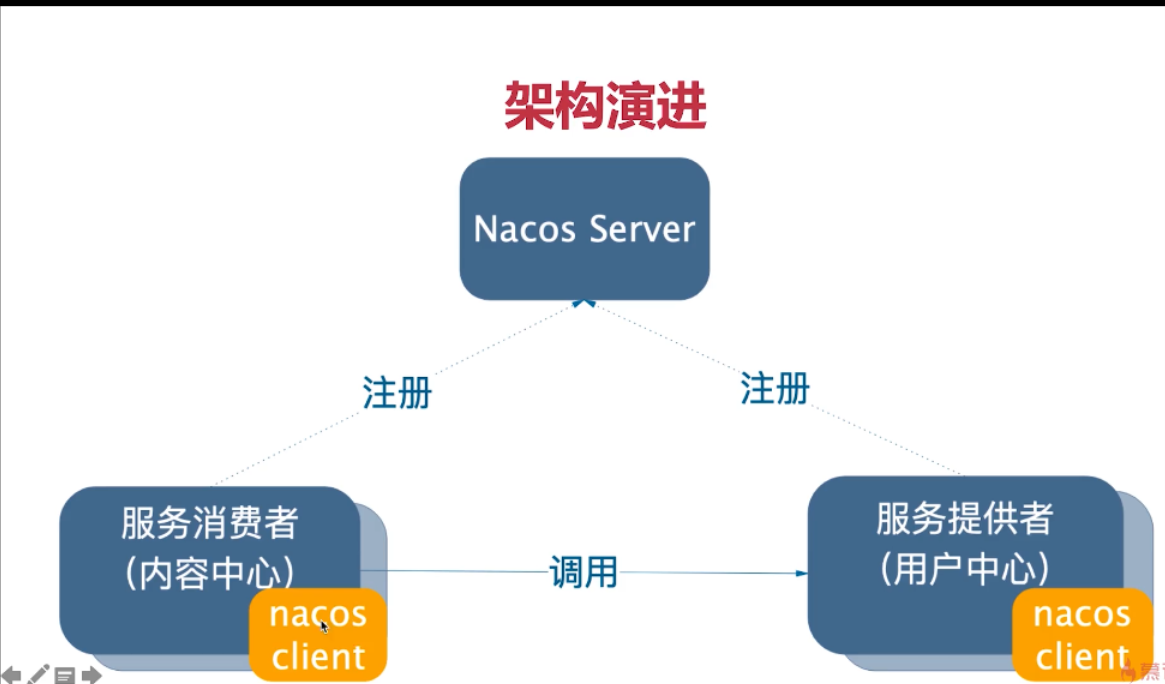 架构演进
Nacos Server
注册
注册
服务消费者
（内容中心）
调用
服务提供者
（用户中心）
nacos
client
nacos
client